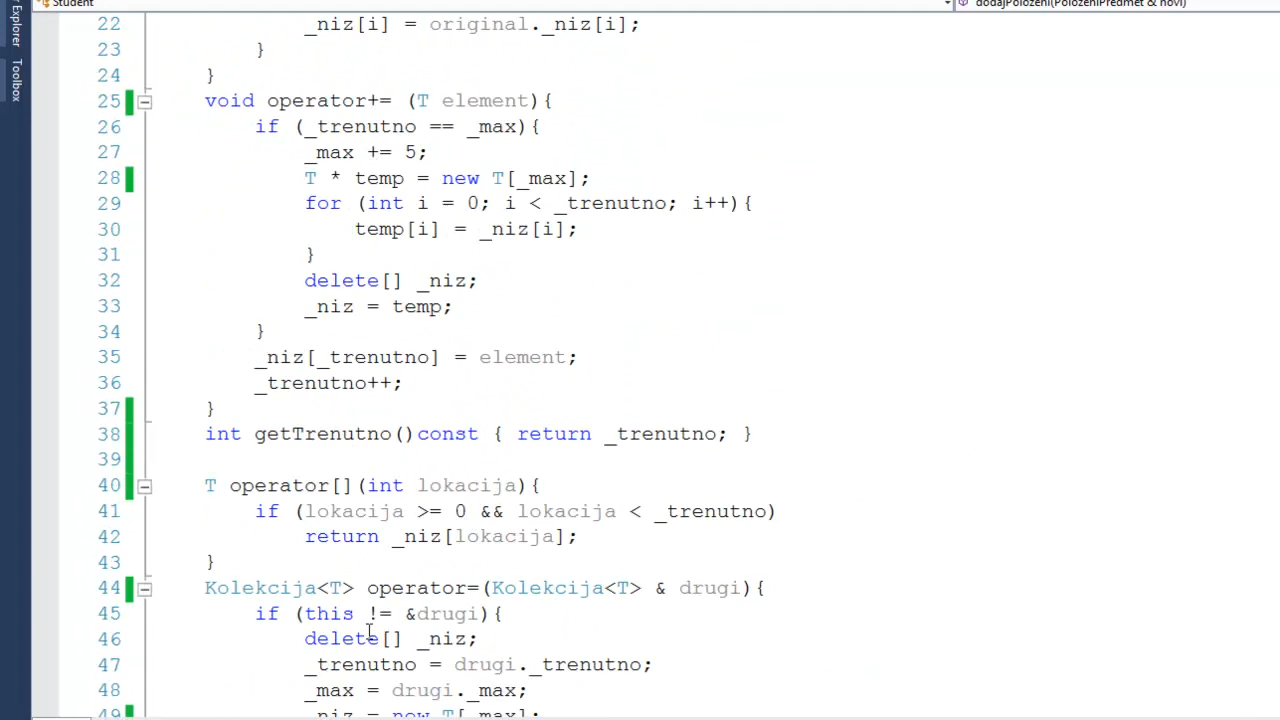 Student
dodajPolozeni(PolozeniPredmet & novi)
Explorer
Toolbox
22 _niz[i] = original._niz[i];
23 }
24 }
25 void operator+= (T element){
26 if (_trenutno == _max){
27 _max += 5;
28 T * temp = new T[_max];
29 for (int i = 0; i < _trenutno; i++){
30 temp[i] = _niz[i];
31 }
32 delete[] _niz;
33 _niz = temp;
34 }
35 _niz[_trenutno] = element;
36 _trenutno++;
37 }
38 int getTrenutno()const { return _trenutno; }
39
40 T operator[](int lokacija){
41 if (lokacija >= 0 && lokacija < _trenutno)
42 return _niz[lokacija];
43 }
44 Kolekcija<T> operator=(Kolekcija<T> & drugi){
45 if (this != &drugi){
46 delete[] _niz;
47 _trenutno = drugi._trenutno;
48 _max = drugi._max;
49 _niz = new T[_max];